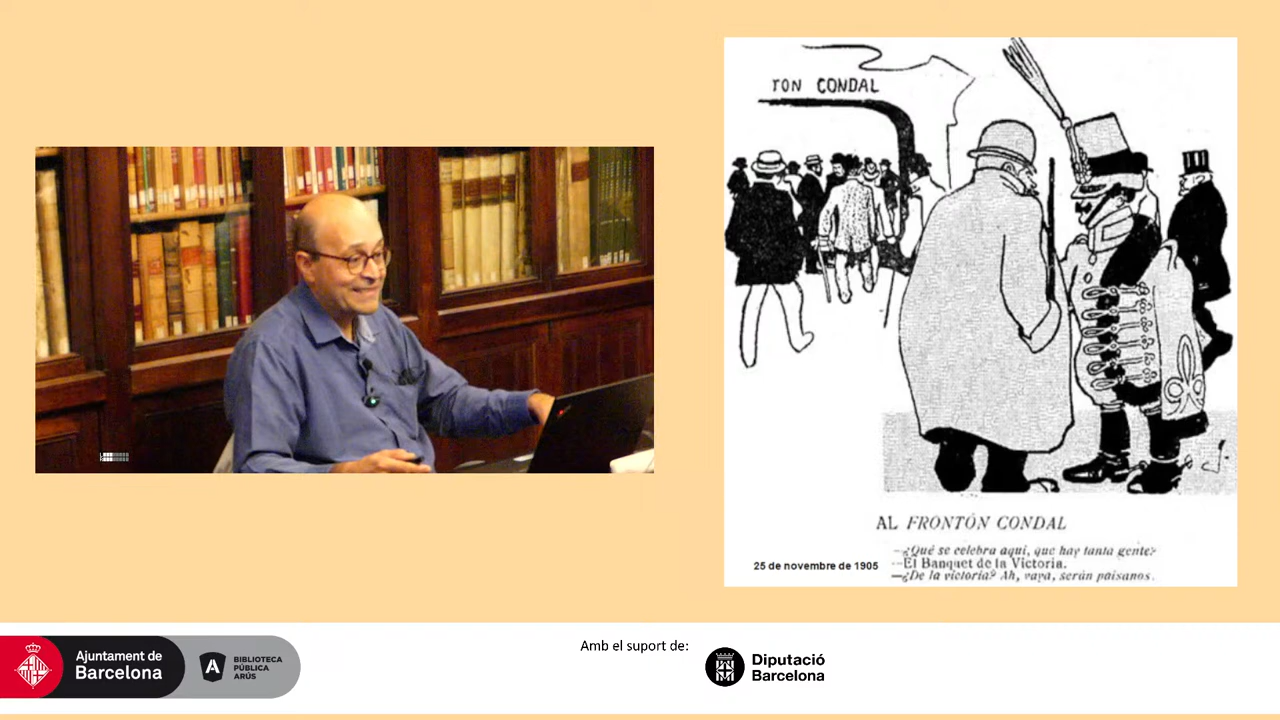 TON CONDAL
AL FRONTÓN CONDAL
—¿Qué se celebra aquí, que hay tanta gente?
—El Banquet de la Victoria.
—¿De la victoria? Ah, vaya, serán paisanos.
25 de novembre de 1905
Amb el suport de:
Ajuntament de
Barcelona
A
BIBLIOTECA
PÚBLICA
ARÚS
Diputació
Barcelona